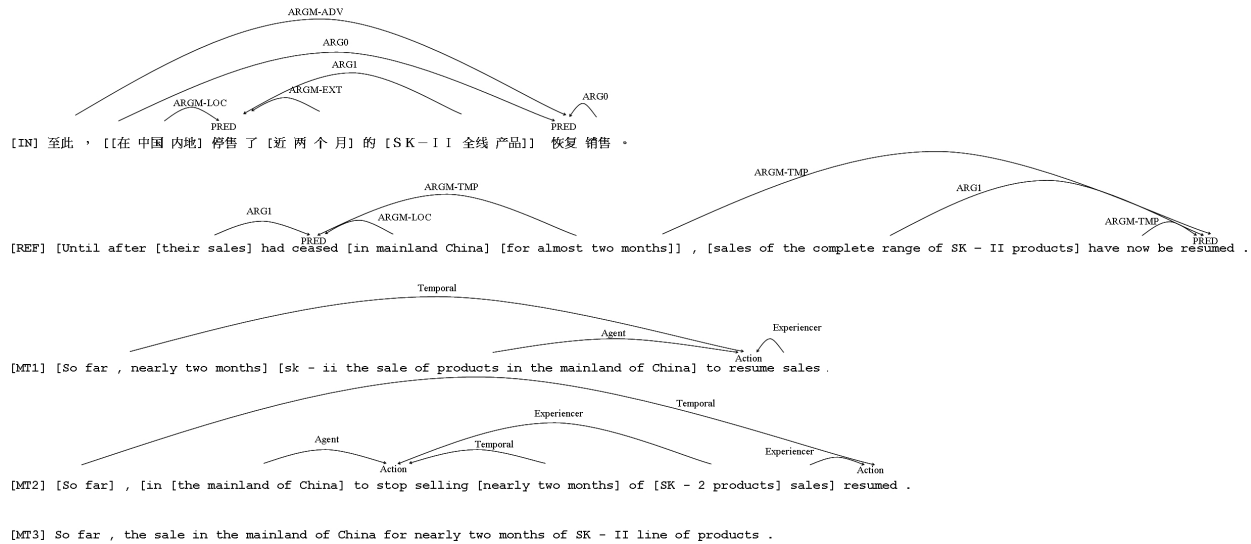 ARGM-ADV
ARG0
ARG1
ARGM-EXT
ARGM-LOC
ARG0
PRED
PRED
[IN] 至此 ， [[在 中国 内地] 停售 了 [近 两 个 月] 的 [ＳＫ－ＩＩ 全线 产品]] 恢复 销售 。
ARGM-TMP
ARGM-TMP
ARG1
ARG1
ARGM-LOC
ARGM-TMP
PRED
PRED
[REF] [Until after [their sales] had ceased [in mainland China] [for almost two months]] , [sales of the complete range of SK - II products] have now be resumed .
Temporal
Agent
Experiencer
Action
[MT1] [So far , nearly two months] [sk - ii the sale of products in the mainland of China] to resume sales .
Temporal
Experiencer
Agent
Temporal
Experiencer
Action
Action
[MT2] [So far] , [in [the mainland of China] to stop selling [nearly two months] of [SK - 2 products] sales] resumed .
[MT3] So far , the sale in the mainland of China for nearly two months of SK - II line of products .